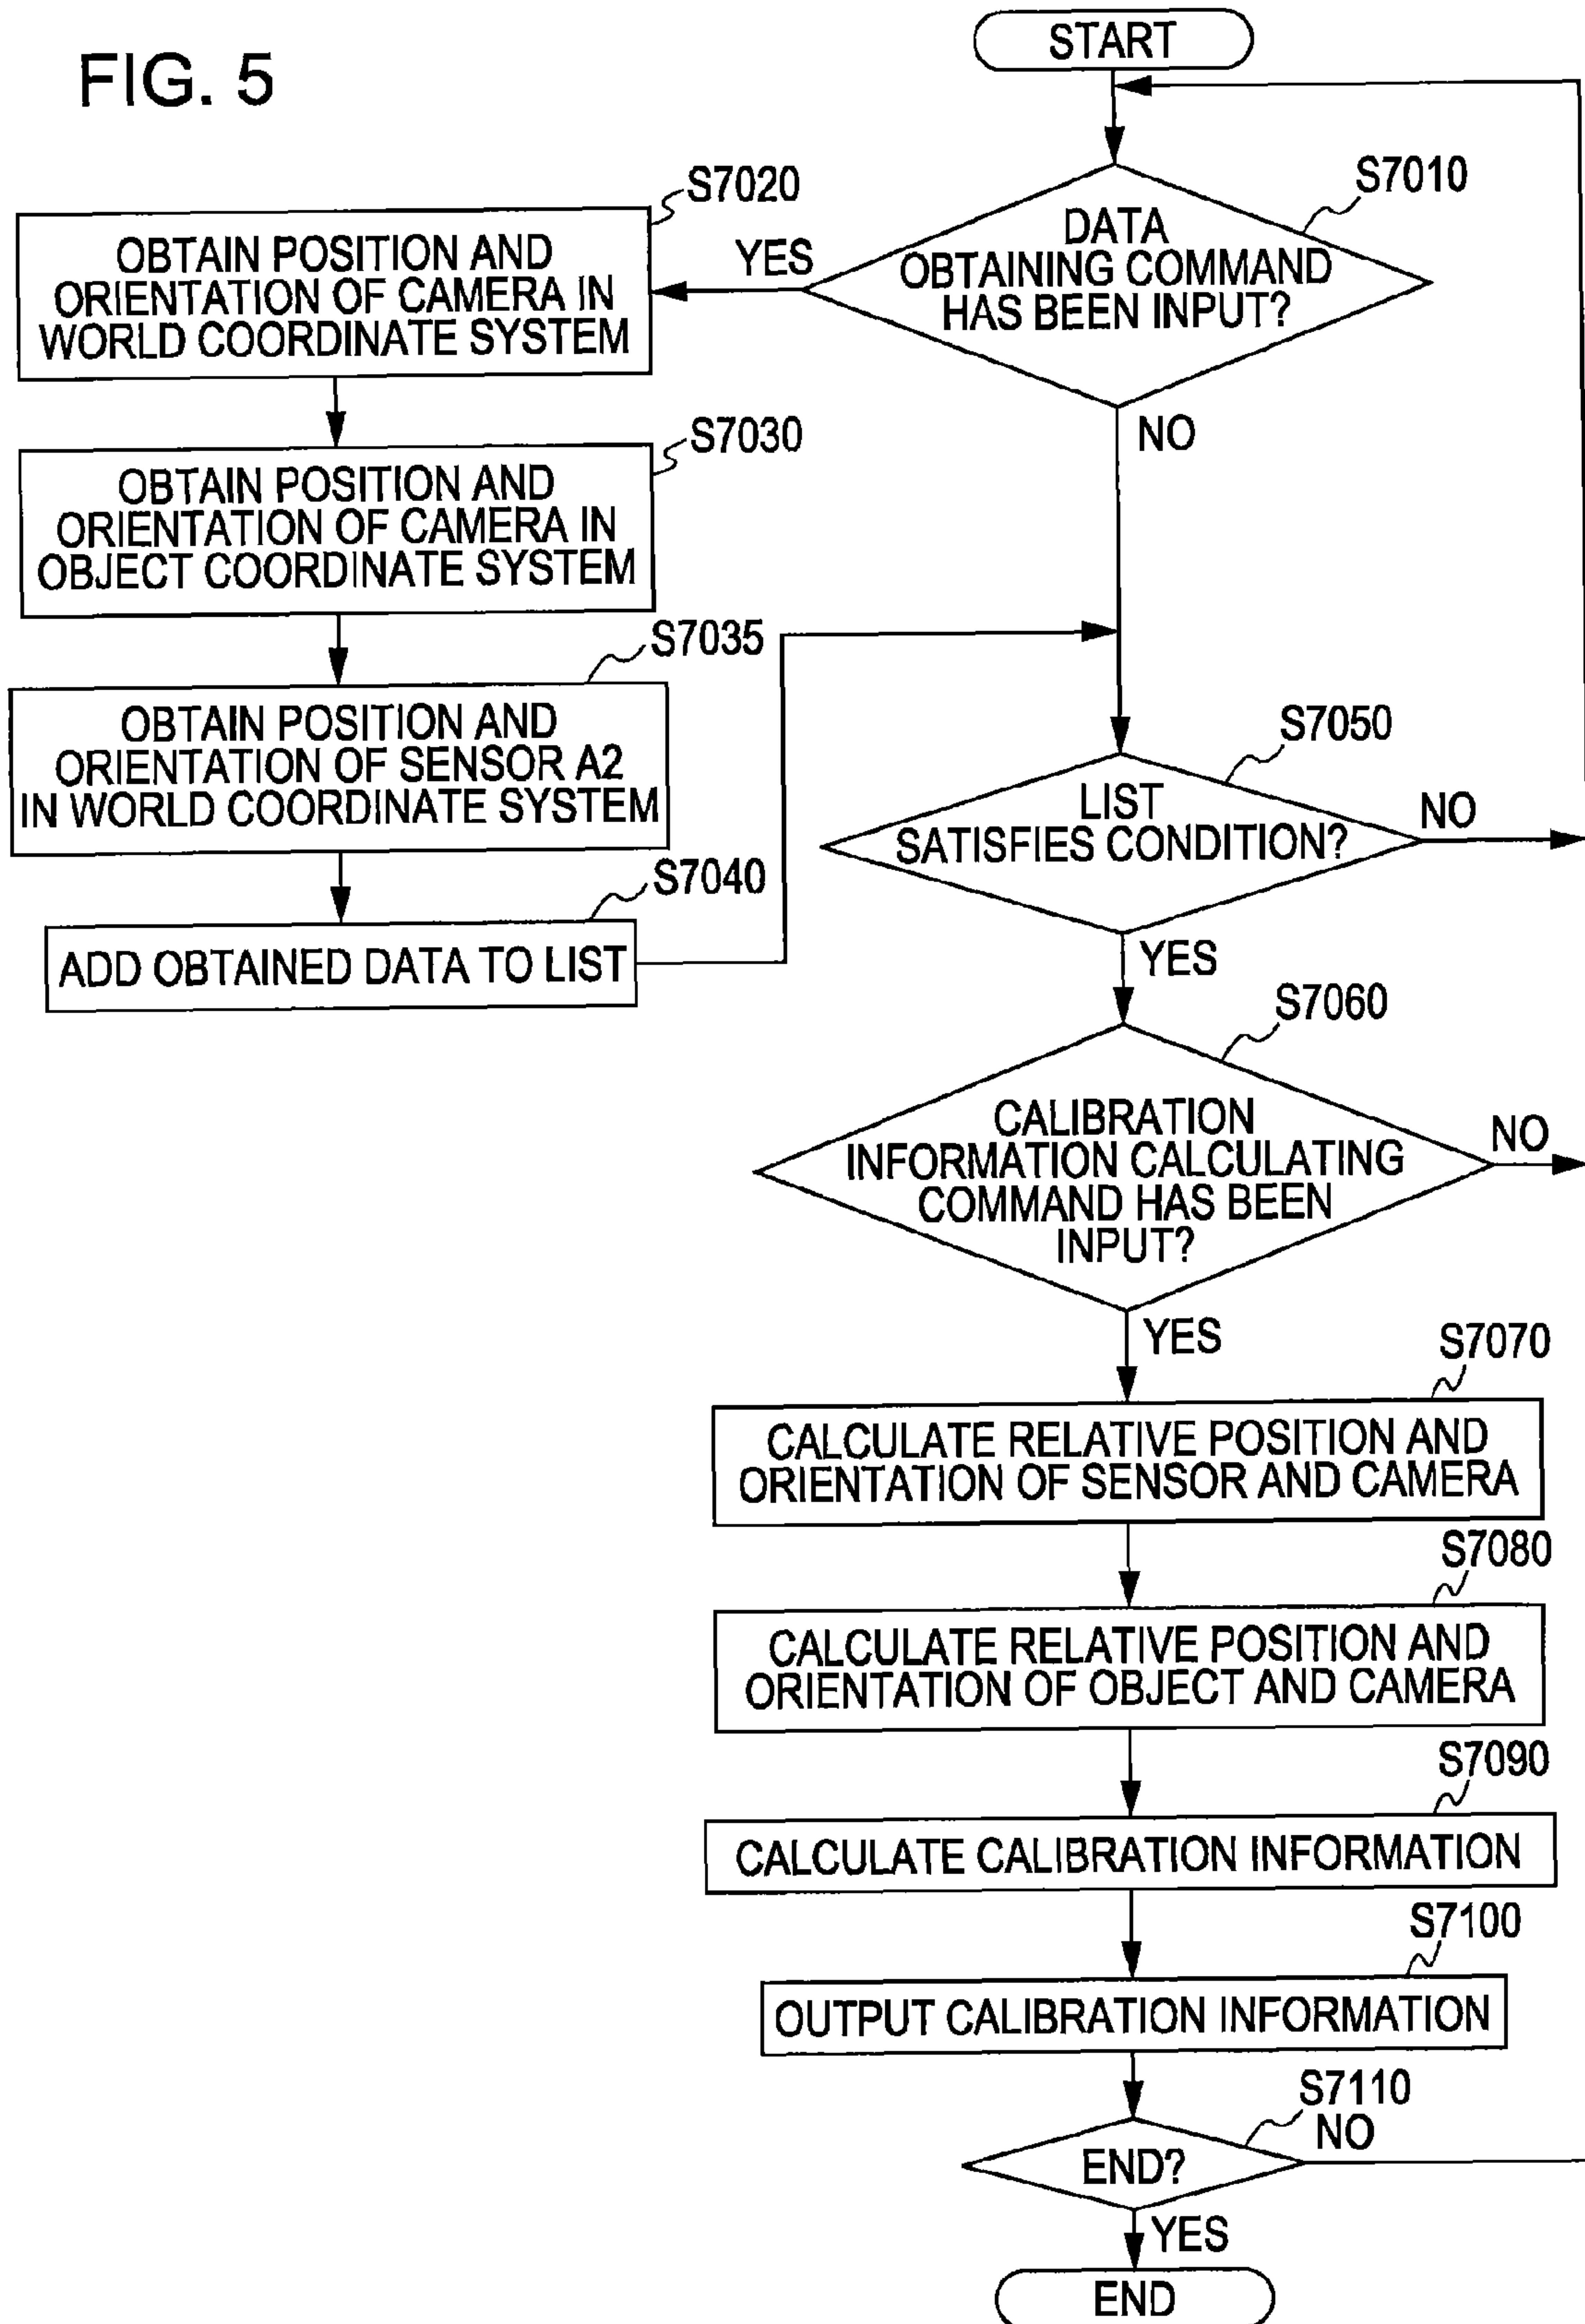 FIG. 5
START
S7010
DATA
OBTAINING COMMAND
HAS BEEN INPUT?
YES
NO
S7020
OBTAIN POSITION AND
ORIENTATION OF CAMERA IN
WORLD COORDINATE SYSTEM
S7030
OBTAIN POSITION AND
ORIENTATION OF CAMERA IN
OBJECT COORDINATE SYSTEM
S7035
OBTAIN POSITION AND
ORIENTATION OF SENSOR A2
IN WORLD COORDINATE SYSTEM
S7040
ADD OBTAINED DATA TO LIST
S7050
LIST
SATISFIES CONDITION?
NO
YES
S7060
CALIBRATION
INFORMATION CALCULATING
COMMAND HAS BEEN
INPUT?
NO
YES
S7070
CALCULATE RELATIVE POSITION AND
ORIENTATION OF SENSOR AND CAMERA
S7080
CALCULATE RELATIVE POSITION AND
ORIENTATION OF OBJECT AND CAMERA
S7090
CALCULATE CALIBRATION INFORMATION
S7100
OUTPUT CALIBRATION INFORMATION
S7110
END?
NO
YES
END